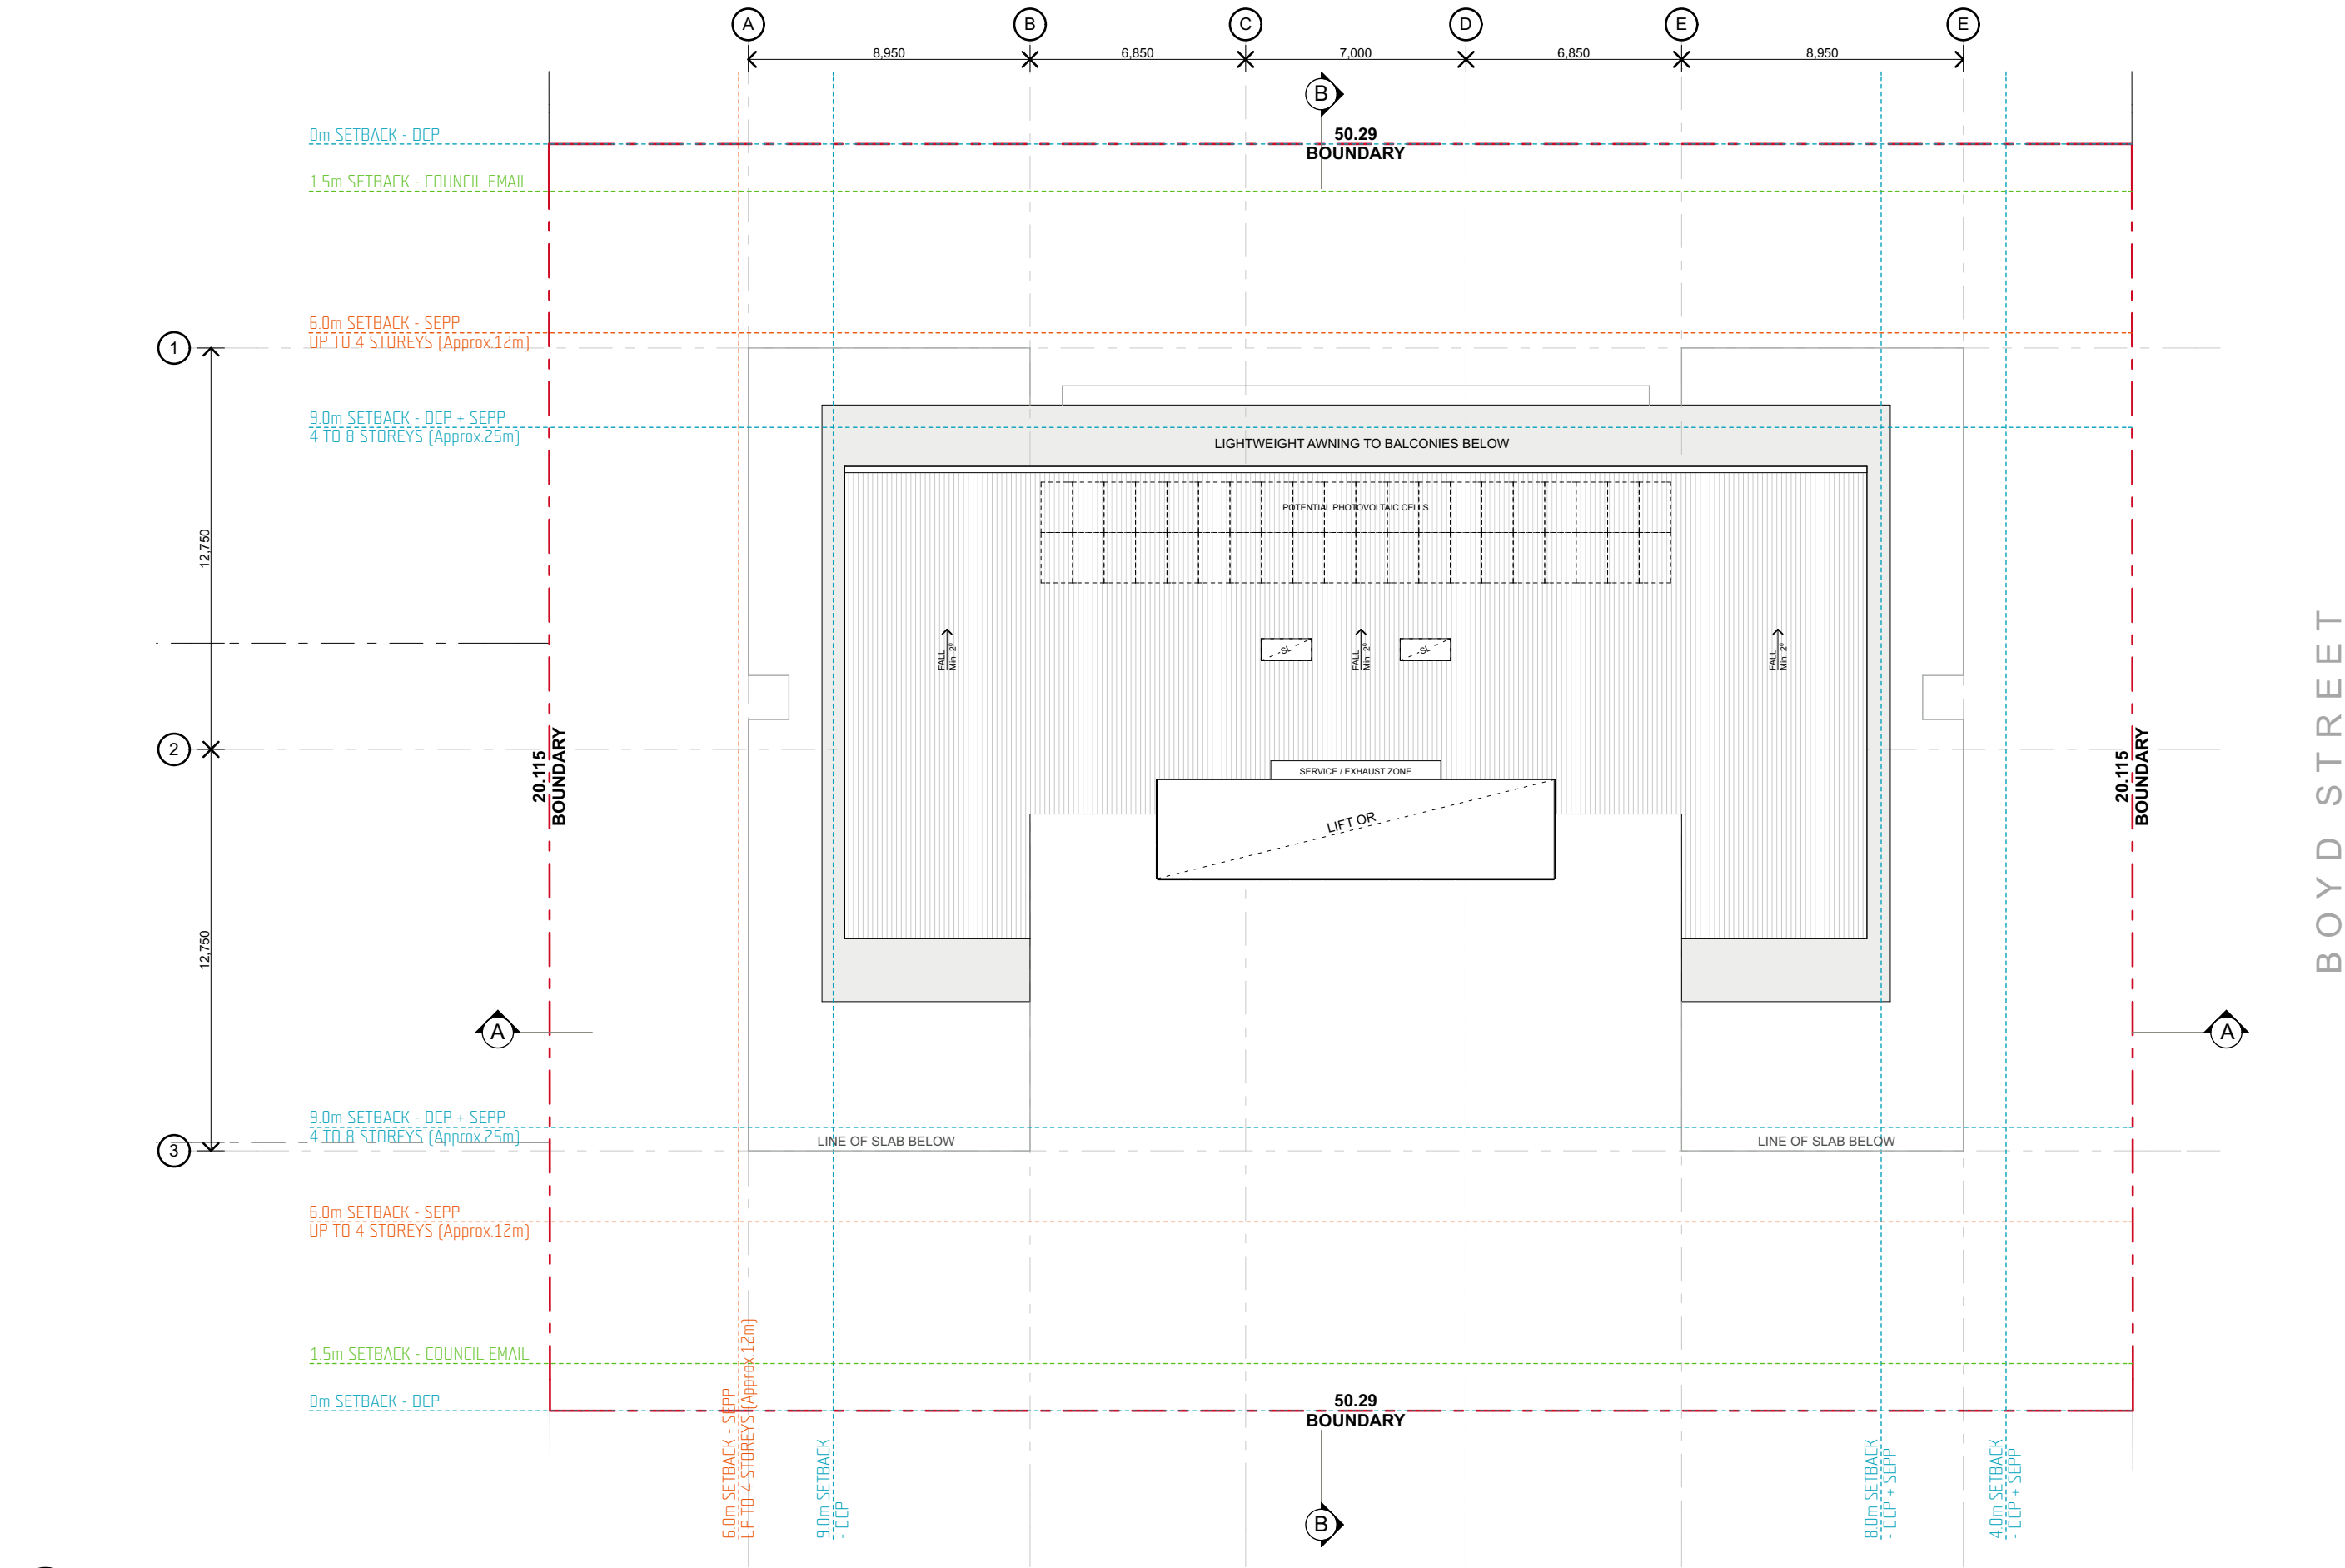 A
B
C
D
E
E
8,950
6,850
7,000
6,850
8,950
B
0m SETBACK - DCP
50.29
BOUNDARY
1.5m SETBACK - COUNCIL EMAIL
6.0m SETBACK - SEPP
UP TO 4 STOREYS (Approx.12m)
1
9.0m SETBACK - DCP + SEPP
4 TO 8 STOREYS (Approx.25m)
LIGHTWEIGHT AWNING TO BALCONIES BELOW
POTENTIAL PHOTOVOLTAIC CELLS
12,750
FALL
Min. 2⁰
SL
FALL
Min. 2⁰
SL
FALL
Min. 2⁰
BOYD STREET
2
20.115
BOUNDARY
20.115
BOUNDARY
SERVICE / EXHAUST ZONE
LIFT OR
12,750
A
A
9.0m SETBACK - DCP + SEPP
4 TO 8 STOREYS (Approx.25m)
3
LINE OF SLAB BELOW
LINE OF SLAB BELOW
6.0m SETBACK - SEPP
UP TO 4 STOREYS (Approx.12m)
1.5m SETBACK - COUNCIL EMAIL
0m SETBACK - DCP
50.29
BOUNDARY
6.0m SETBACK - SEPP
UP TO 4 STOREYS (Approx.12m)
9.0m SETBACK
- DCP
8.0m SETBACK
- DCP + SEPP
4.0m SETBACK
- DCP + SEPP
B